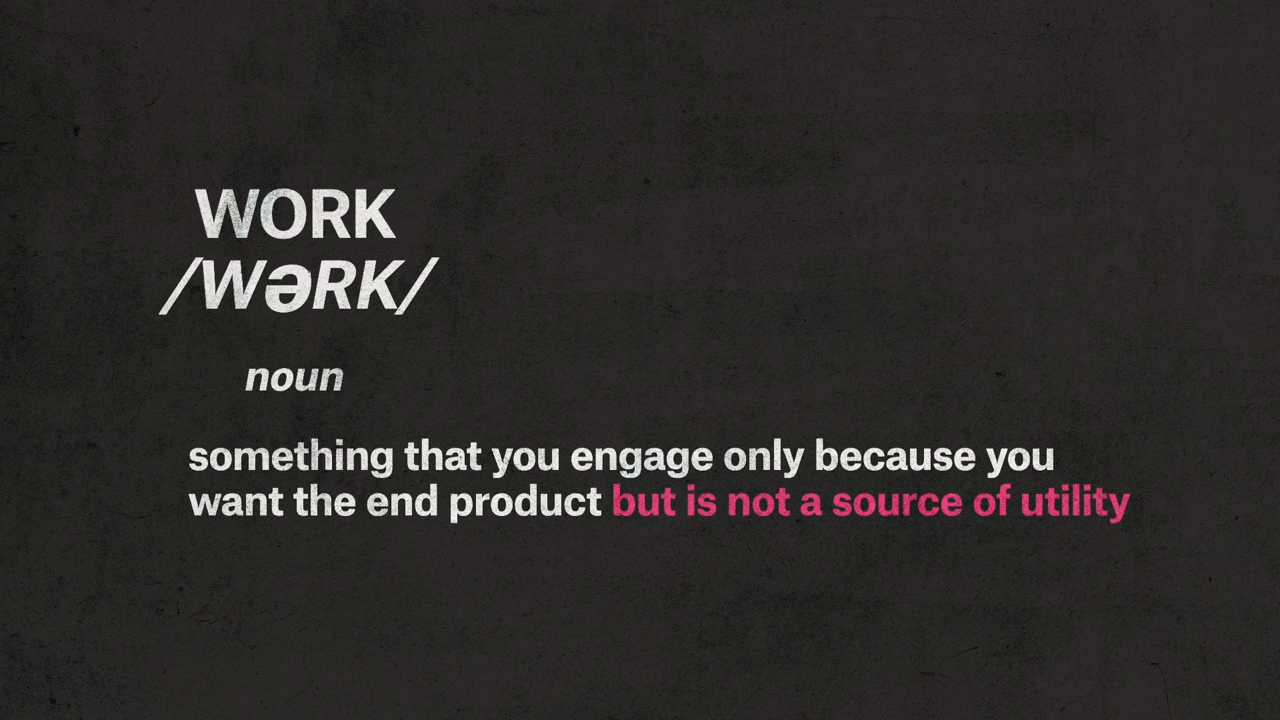 WORK
/WəRK/
noun
something that you engage only because you
want the end product but is not a source of utility